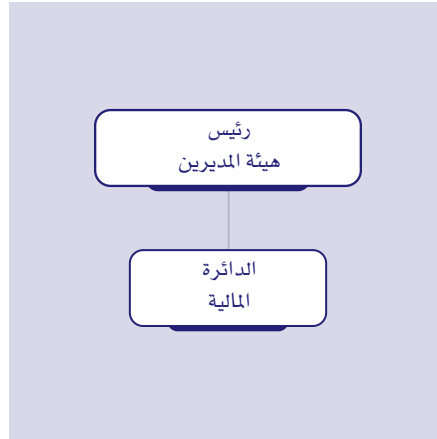 رئيس
هيئة المديرين
الدائرة
المالية